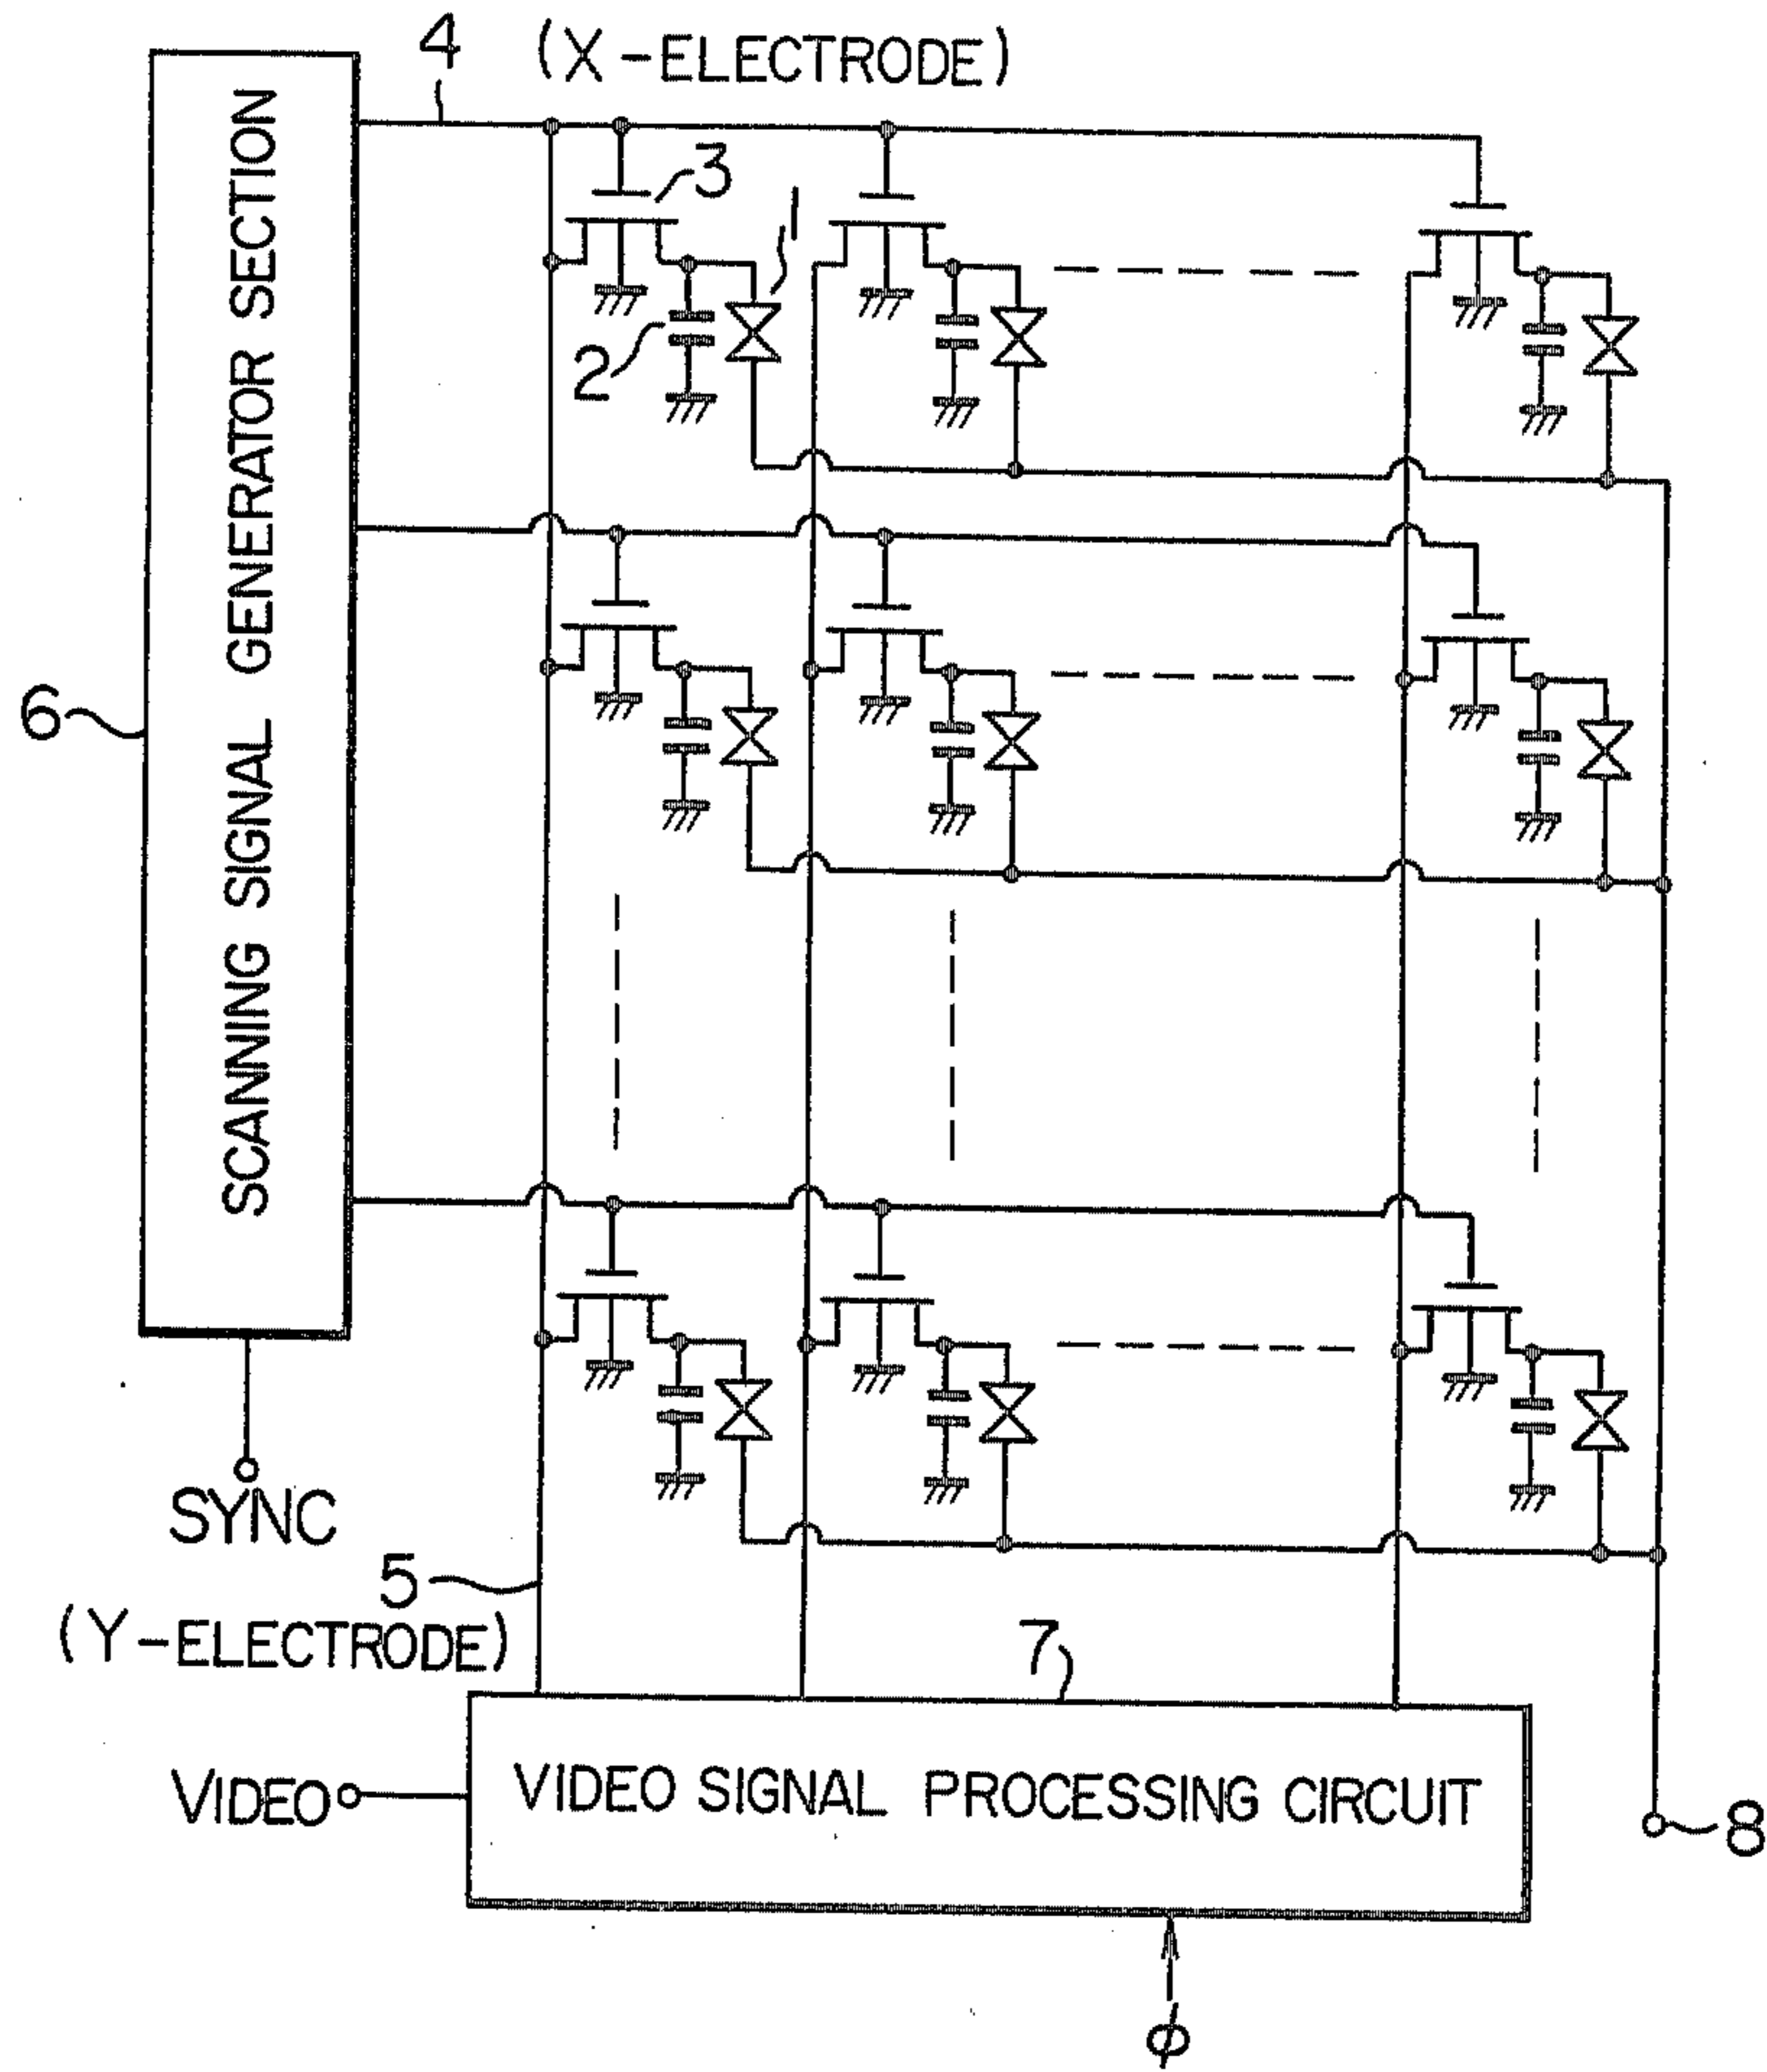 4 (X-ELECTRODE)
3
1
2
SCANNING SIGNAL GENERATOR SECTION
6
SYNC
5
(Y-ELECTRODE)
7
VIDEO
VIDEO SIGNAL PROCESSING CIRCUIT
8
φ